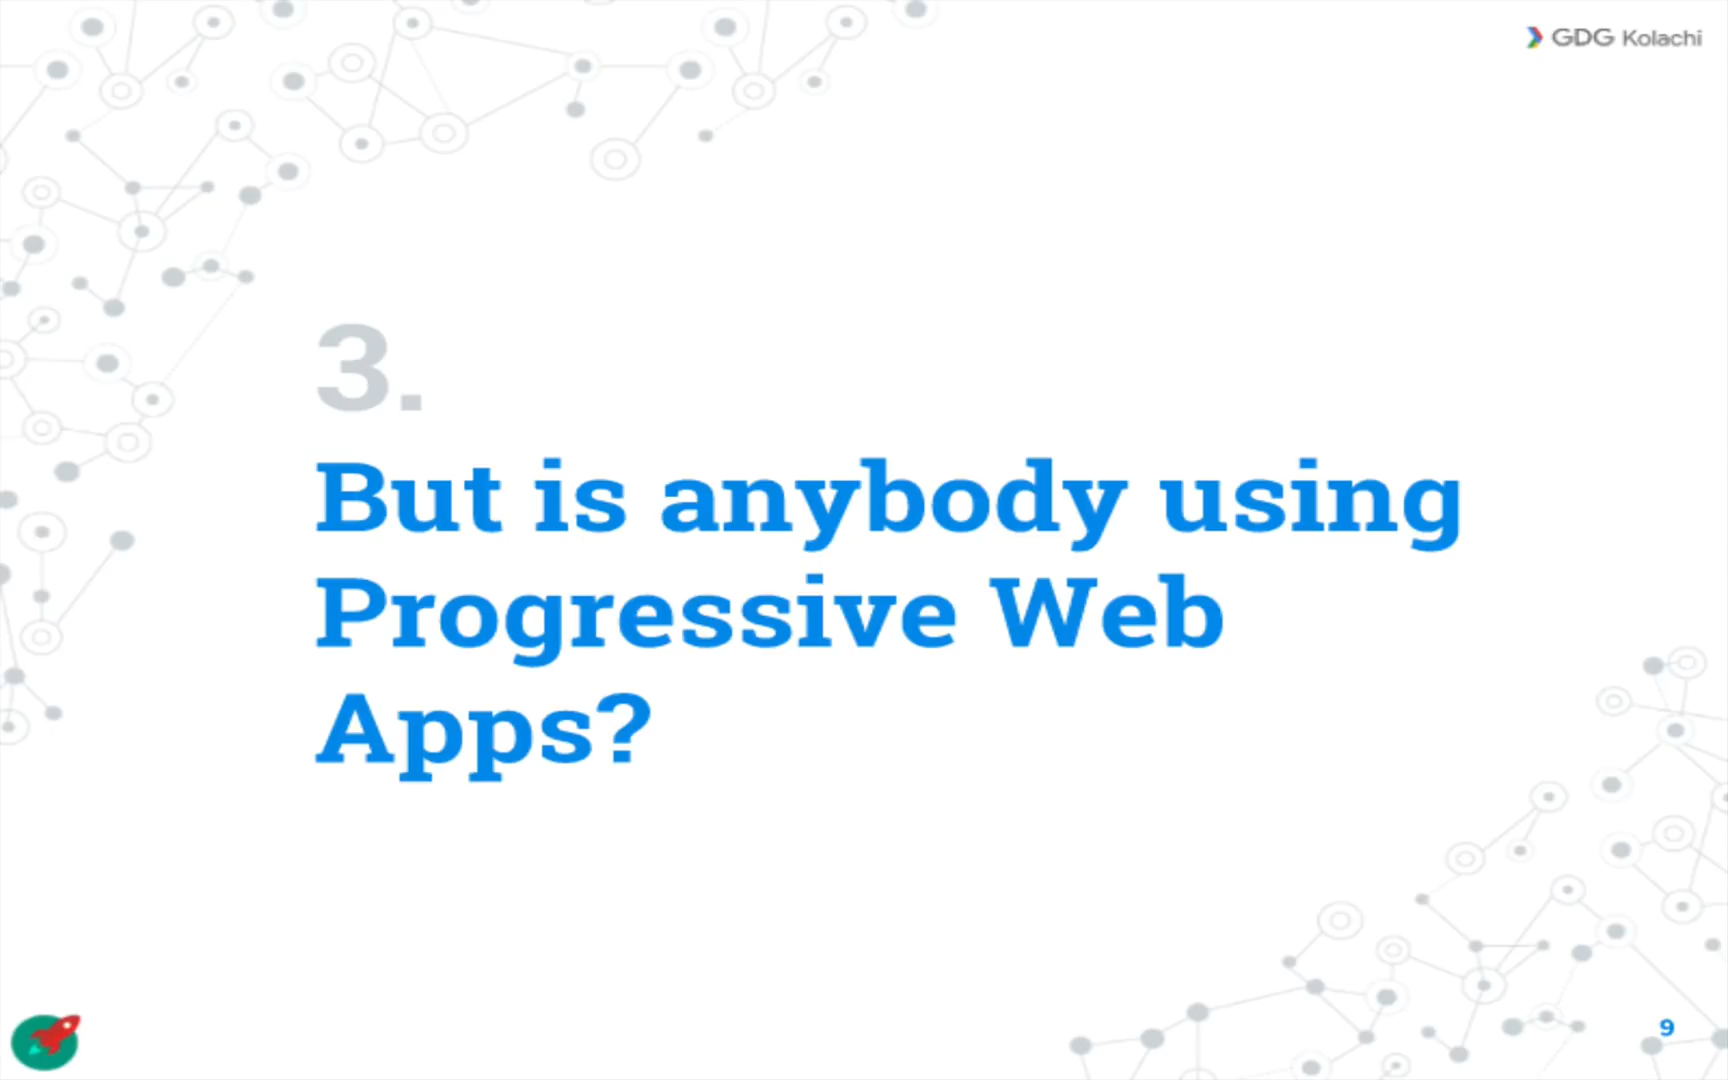 GDG Kolachi
3.
But is anybody using
Progressive Web
Apps?
9